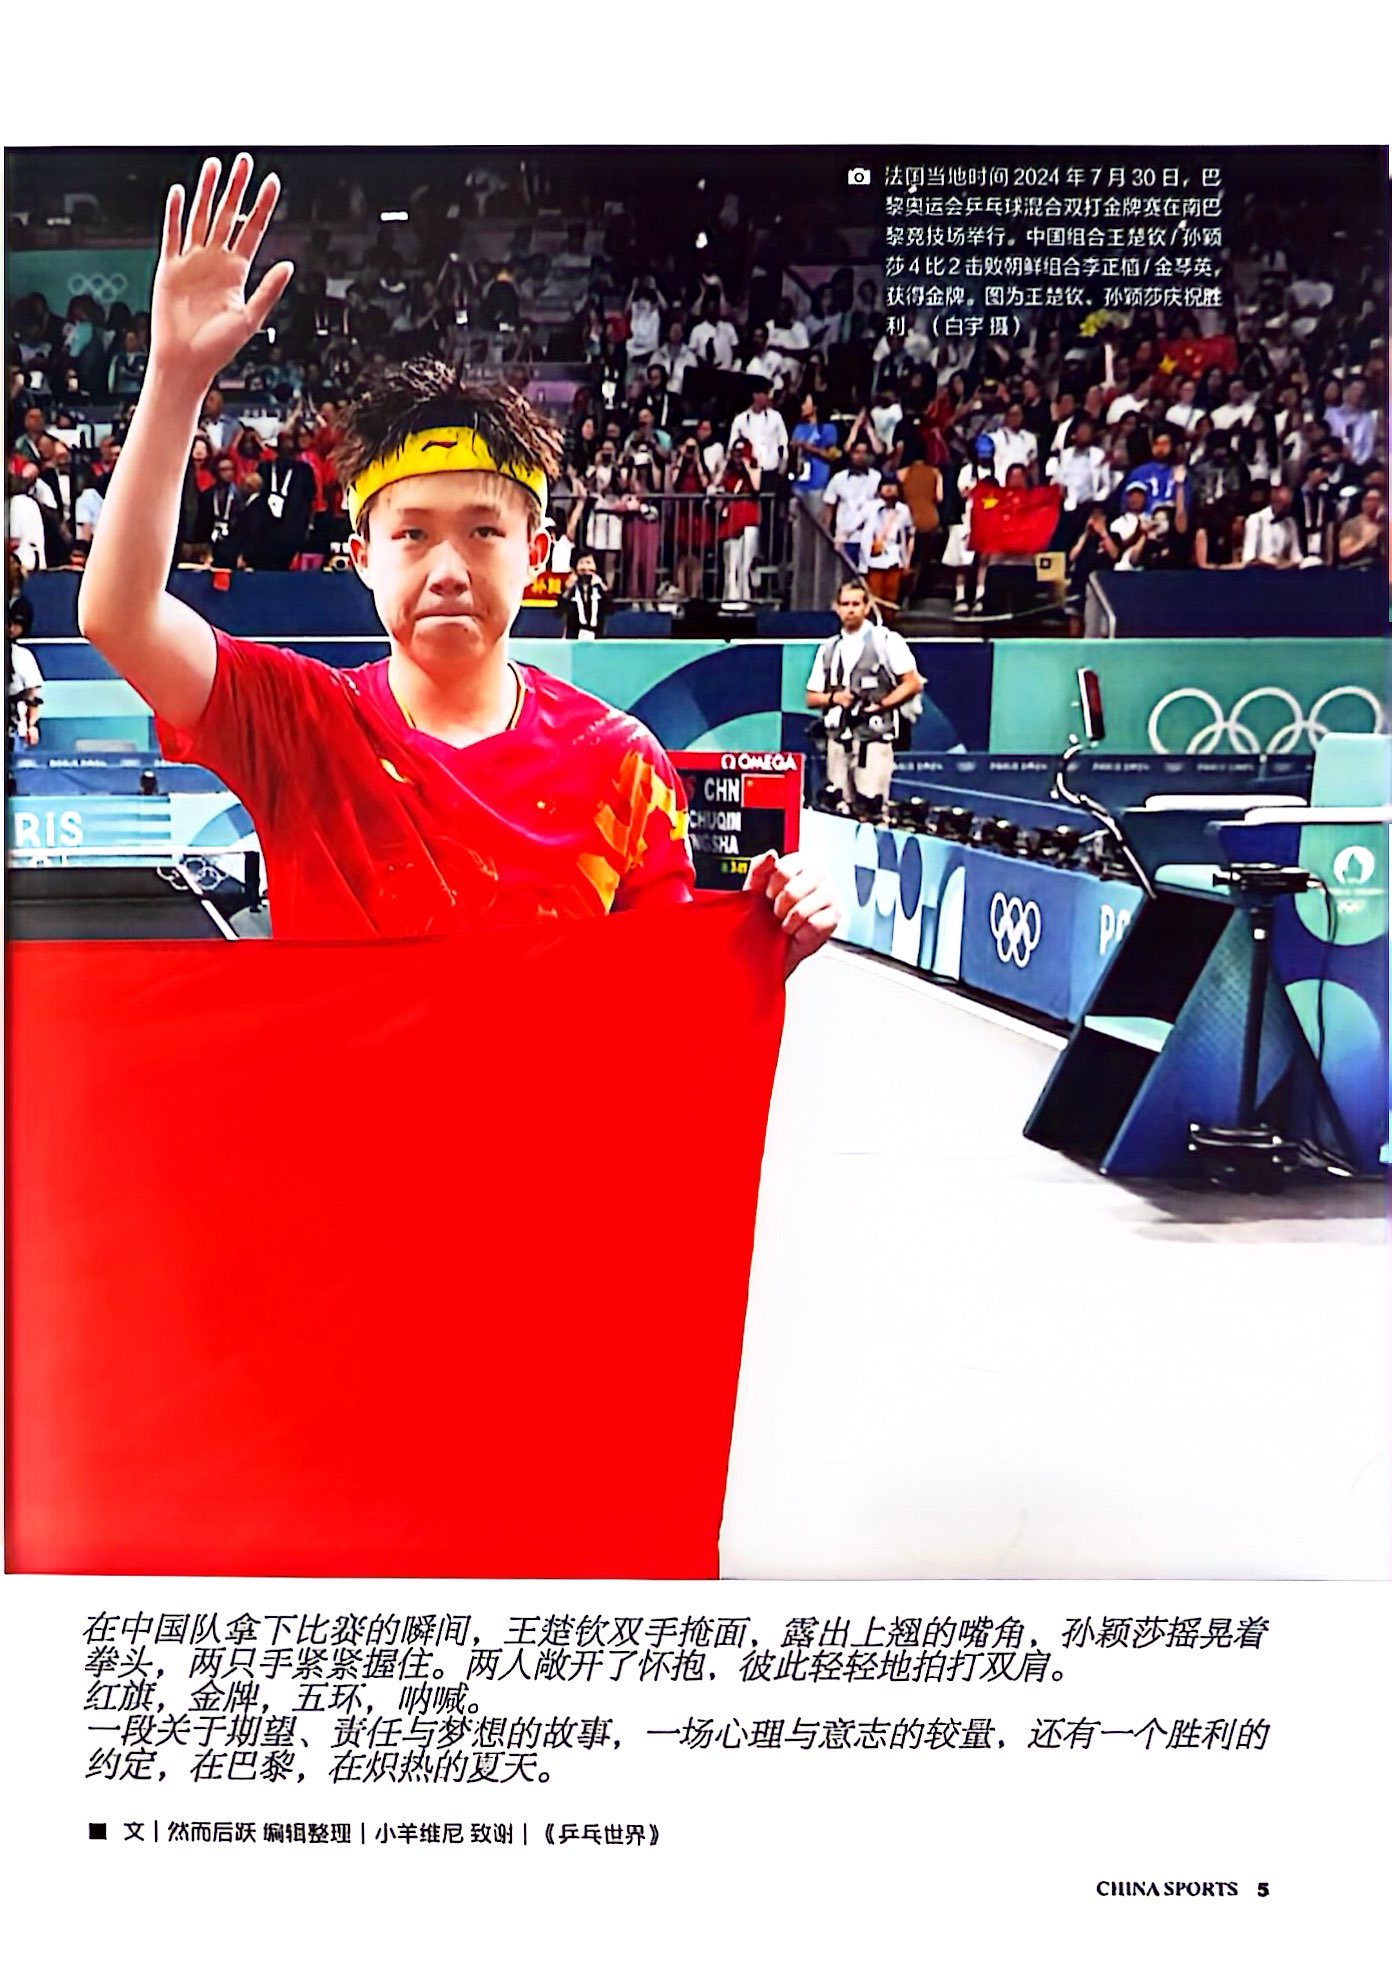 法国当地时间 2024 年 7 月 30 日，巴
黎奥运会乒乓球混合双打金牌赛在南巴
黎竞技场举行。中国组合王楚钦 / 孙颖
莎 4 比 2 击败朝鲜组合李正植 / 金琴英，
获得金牌。图为王楚钦、孙颖莎庆祝胜
利。（白宇 摄）
Ω OMEGA
CHN
CHUQIN
NGSHA
RIS
在中国队拿下比赛的瞬间，王楚钦双手掩面，露出上翘的嘴角，孙颖莎摇晃着
拳头，两只手紧紧握住。两人敞开了怀抱，彼此轻轻地拍打双肩。
红旗，金牌，五环，呐喊。
一段关于期望、责任与梦想的故事，一场心理与意志的较量，还有一个胜利的
约定，在巴黎，在炽热的夏天。
■ 文｜然而后跃 编辑整理｜小羊维尼 致谢｜《乒乓世界》
CHINA SPORTS 5